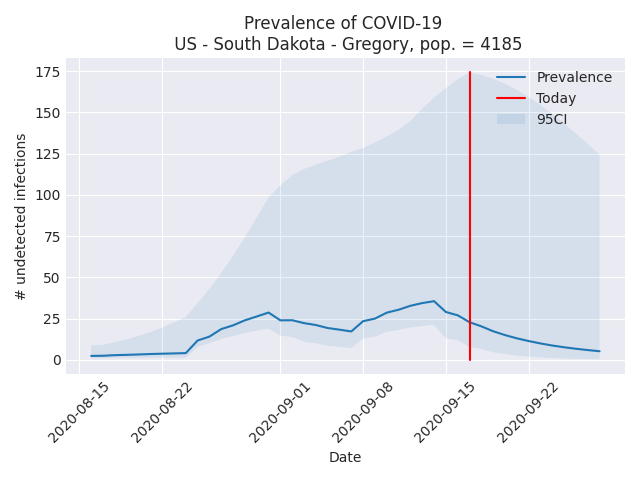 Prevalence of COVID-19
US - South Dakota - Gregory, pop. = 4185
175
150
125
100
75
50
25
0
# undetected infections
Prevalence
Today
95CI
2020-08-15
2020-08-22
2020-09-01
2020-09-08
2020-09-15
2020-09-22
Date